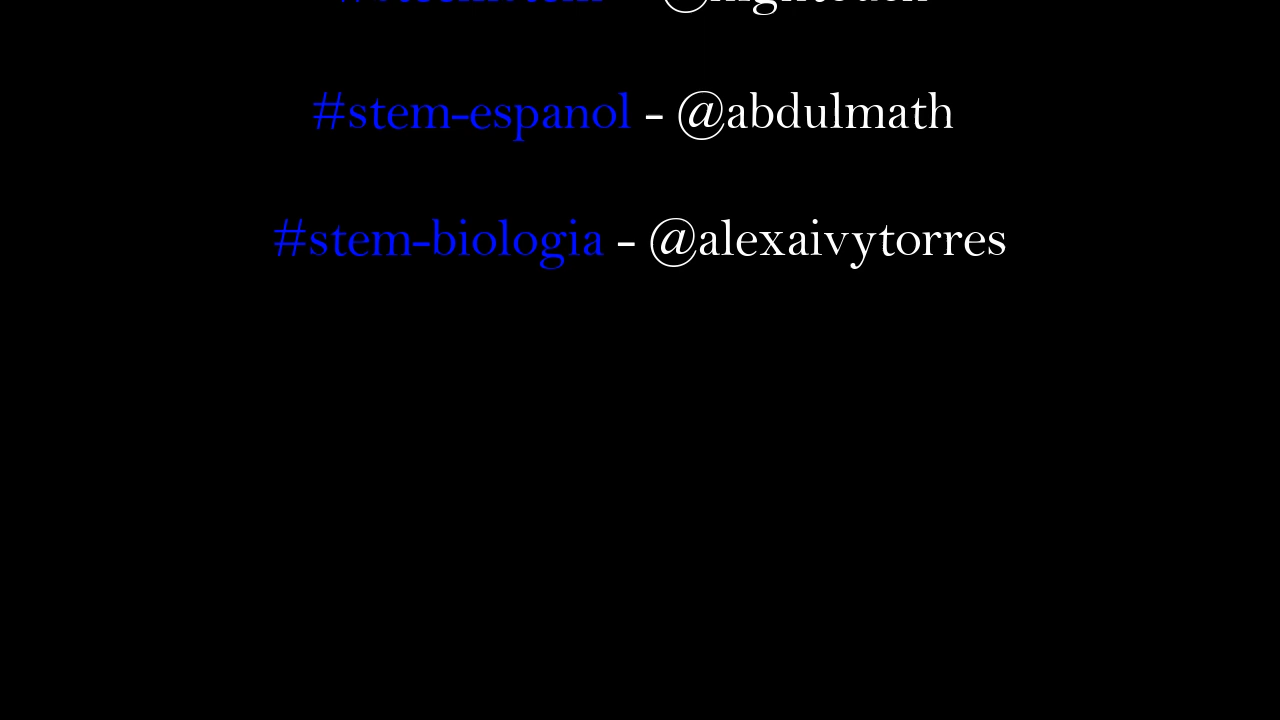 #stem-espanol - @abdulmath
#stem-biologia - @alexaivytorres